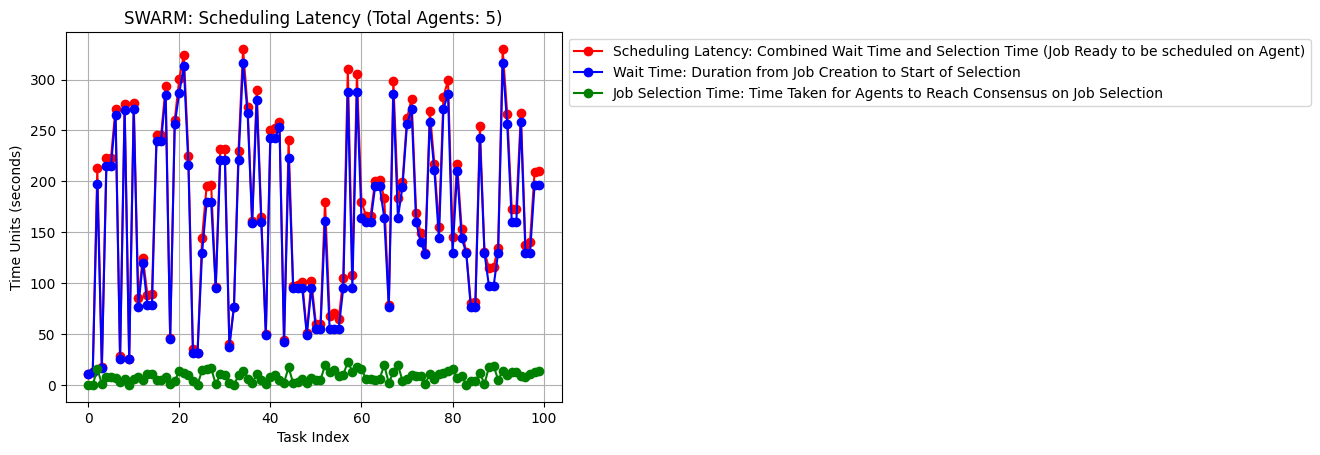 SWARM: Scheduling Latency (Total Agents: 5)
Scheduling Latency: Combined Wait Time and Selection Time (Job Ready to be scheduled on Agent)
Wait Time: Duration from Job Creation to Start of Selection
Job Selection Time: Time Taken for Agents to Reach Consensus on Job Selection
Time Units (seconds)
300
250
200
150
100
50
0
0 20 40 60 80 100
Task Index